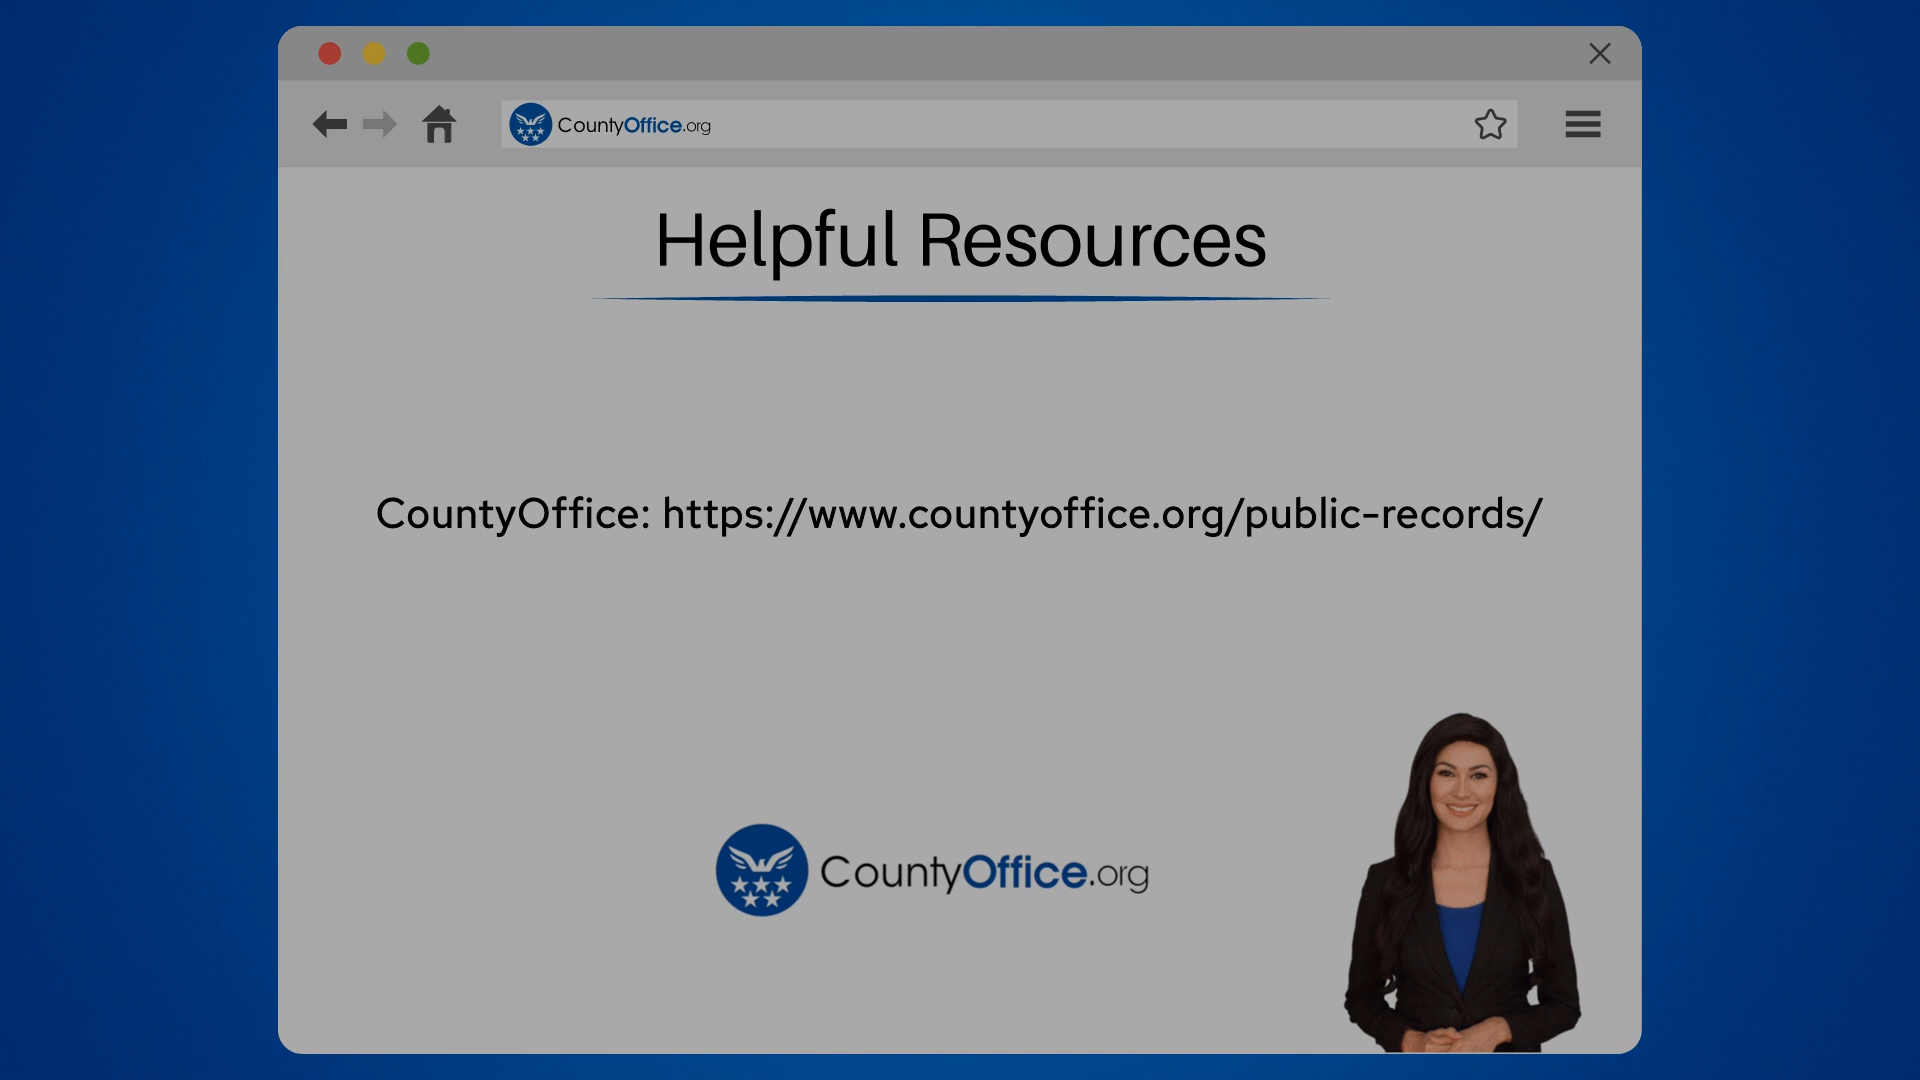 CountyOffice.org
Helpful Resources
CountyOffice: https://www.countyoffice.org/public-records/
CountyOffice.org